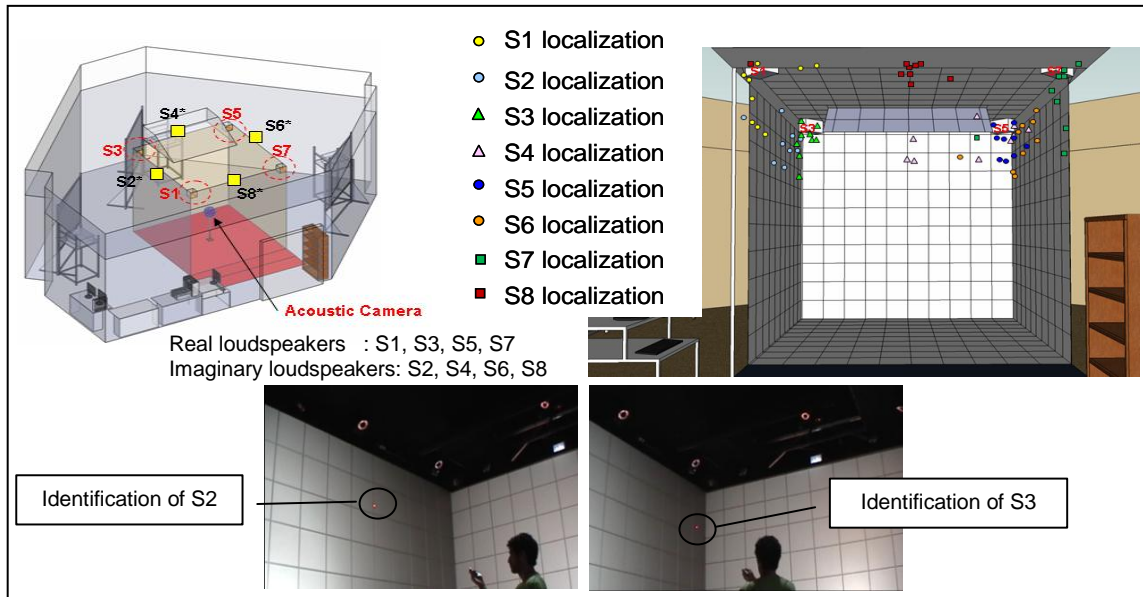 S4*
S5
S6*
S3
S7
S2*
S1
S8*
Acoustic Camera
Real loudspeakers : S1, S3, S5, S7
Imaginary loudspeakers: S2, S4, S6, S8
S1 localization
S2 localization
S3 localization
S4 localization
S5 localization
S6 localization
S7 localization
S8 localization
S3
S5
Identification of S2
Identification of S3